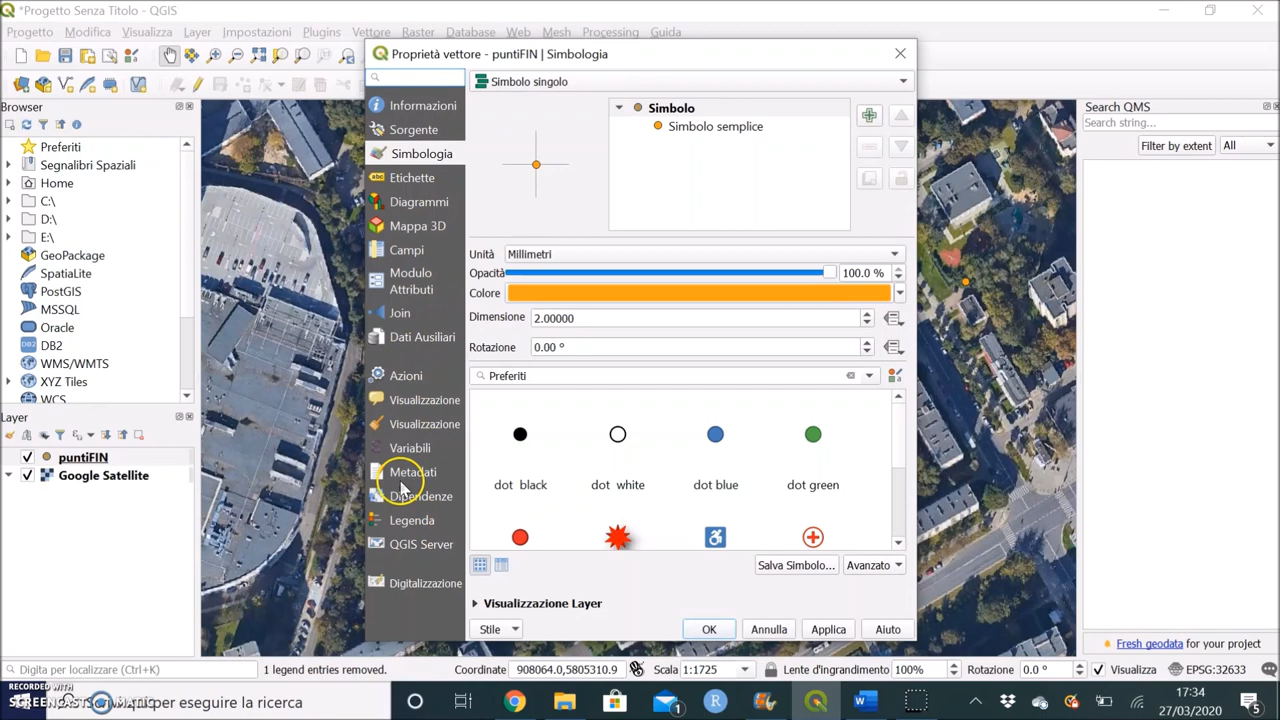 *Progetto Senza Titolo - QGIS
Progetto Modifica Visualizza Layer Impostazioni Plugins Vettore Raster Database Web Mesh Processing Guida
Proprietà vettore - puntiFIN | Simbologia
Informazioni
Sorgente
Simbologia
Etichette
Diagrammi
Mappa 3D
Campi
Modulo
Attributi
Join
Dati Ausiliari
Azioni
Visualizzazione
Visualizzazione
Variabili
Metadati
Dipendenze
Legenda
QGIS Server
Digitalizzazione
Simbolo singolo
Simbolo
Simbolo semplice
Unità Millimetri
Opacità 100.0 %
Colore
Dimensione 2.00000
Rotazione 0.00 °
Preferiti
dot black dot white dot blue dot green
Salva Simbolo... Avanzato
Visualizzazione Layer
Stile OK Annulla Applica Aiuto
Browser
Preferiti
Segnalibri Spaziali
Home
C:\
D:\
E:\
GeoPackage
SpatiaLite
PostGIS
MSSQL
Oracle
DB2
WMS/WMTS
XYZ Tiles
WCS
Layer
puntiFIN
Google Satellite
Search QMS
Search string...
Filter by extent All
Fresh geodata for your project
Digita per localizzare (Ctrl+K) 1 legend entries removed. Coordinate 908064.0,5805310.9 Scala 1:1725 Lente d'ingrandimento 100% Rotazione 0.0 ° Visualizza EPSG:32633
RECORDED WITH
SCREENCAST-O-MATIC
per eseguire la ricerca
1
17:34
27/03/2020
5